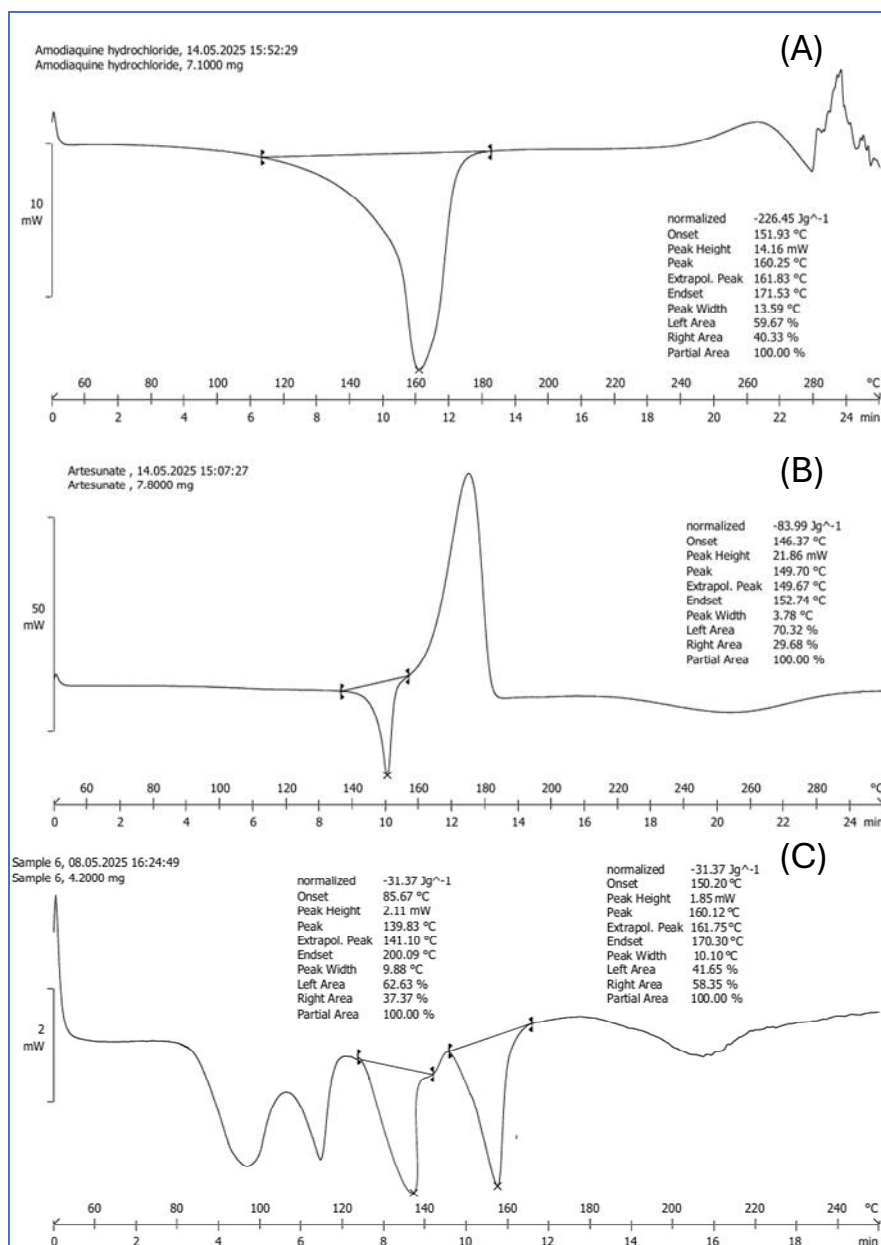 (A)
Amodiaquine hydrochloride, 14.05.2025 15:52:29
Amodiaquine hydrochloride, 7.1000 mg
10
mW
normalized -226.45 Jg^-1
Onset 151.93 °C
Peak Height 14.16 mW
Peak 160.25 °C
Extrapol. Peak 161.83 °C
Endset 171.53 °C
Peak Width 13.59 °C
Left Area 59.67 %
Right Area 40.33 %
Partial Area 100.00 %
60 80 100 120 140 160 180 200 220 240 260 280 °C
0 2 4 6 8 10 12 14 16 18 20 22 24 min
(B)
Artesunate , 14.05.2025 15:07:27
Artesunate , 7.8000 mg
50
mW
normalized -83.99 Jg^-1
Onset 146.37 °C
Peak Height 21.86 mW
Peak 149.70 °C
Extrapol. Peak 149.67 °C
Endset 152.74 °C
Peak Width 3.78 °C
Left Area 70.32 %
Right Area 29.68 %
Partial Area 100.00 %
60 80 100 120 140 160 180 200 220 240 260 280 °C
0 2 4 6 8 10 12 14 16 18 20 22 24 min
(C)
Sample 6, 08.05.2025 16:24:49
Sample 6, 4.2000 mg
2
mW
normalized -31.37 Jg^-1
Onset 85.67 °C
Peak Height 2.11 mW
Peak 139.83 °C
Extrapol. Peak 141.10 °C
Endset 200.09 °C
Peak Width 9.88 °C
Left Area 62.63 %
Right Area 37.37 %
Partial Area 100.00 %
normalized -31.37 Jg^-1
Onset 150.20 °C
Peak Height 1.85 mW
Peak 160.12 °C
Extrapol. Peak 161.75 °C
Endset 170.30 °C
Peak Width 10.10 °C
Left Area 41.65 %
Right Area 58.35 %
Partial Area 100.00 %
60 80 100 120 140 160 180 200 220 240 °C
0 2 4 6 8 10 12 14 16 18 min